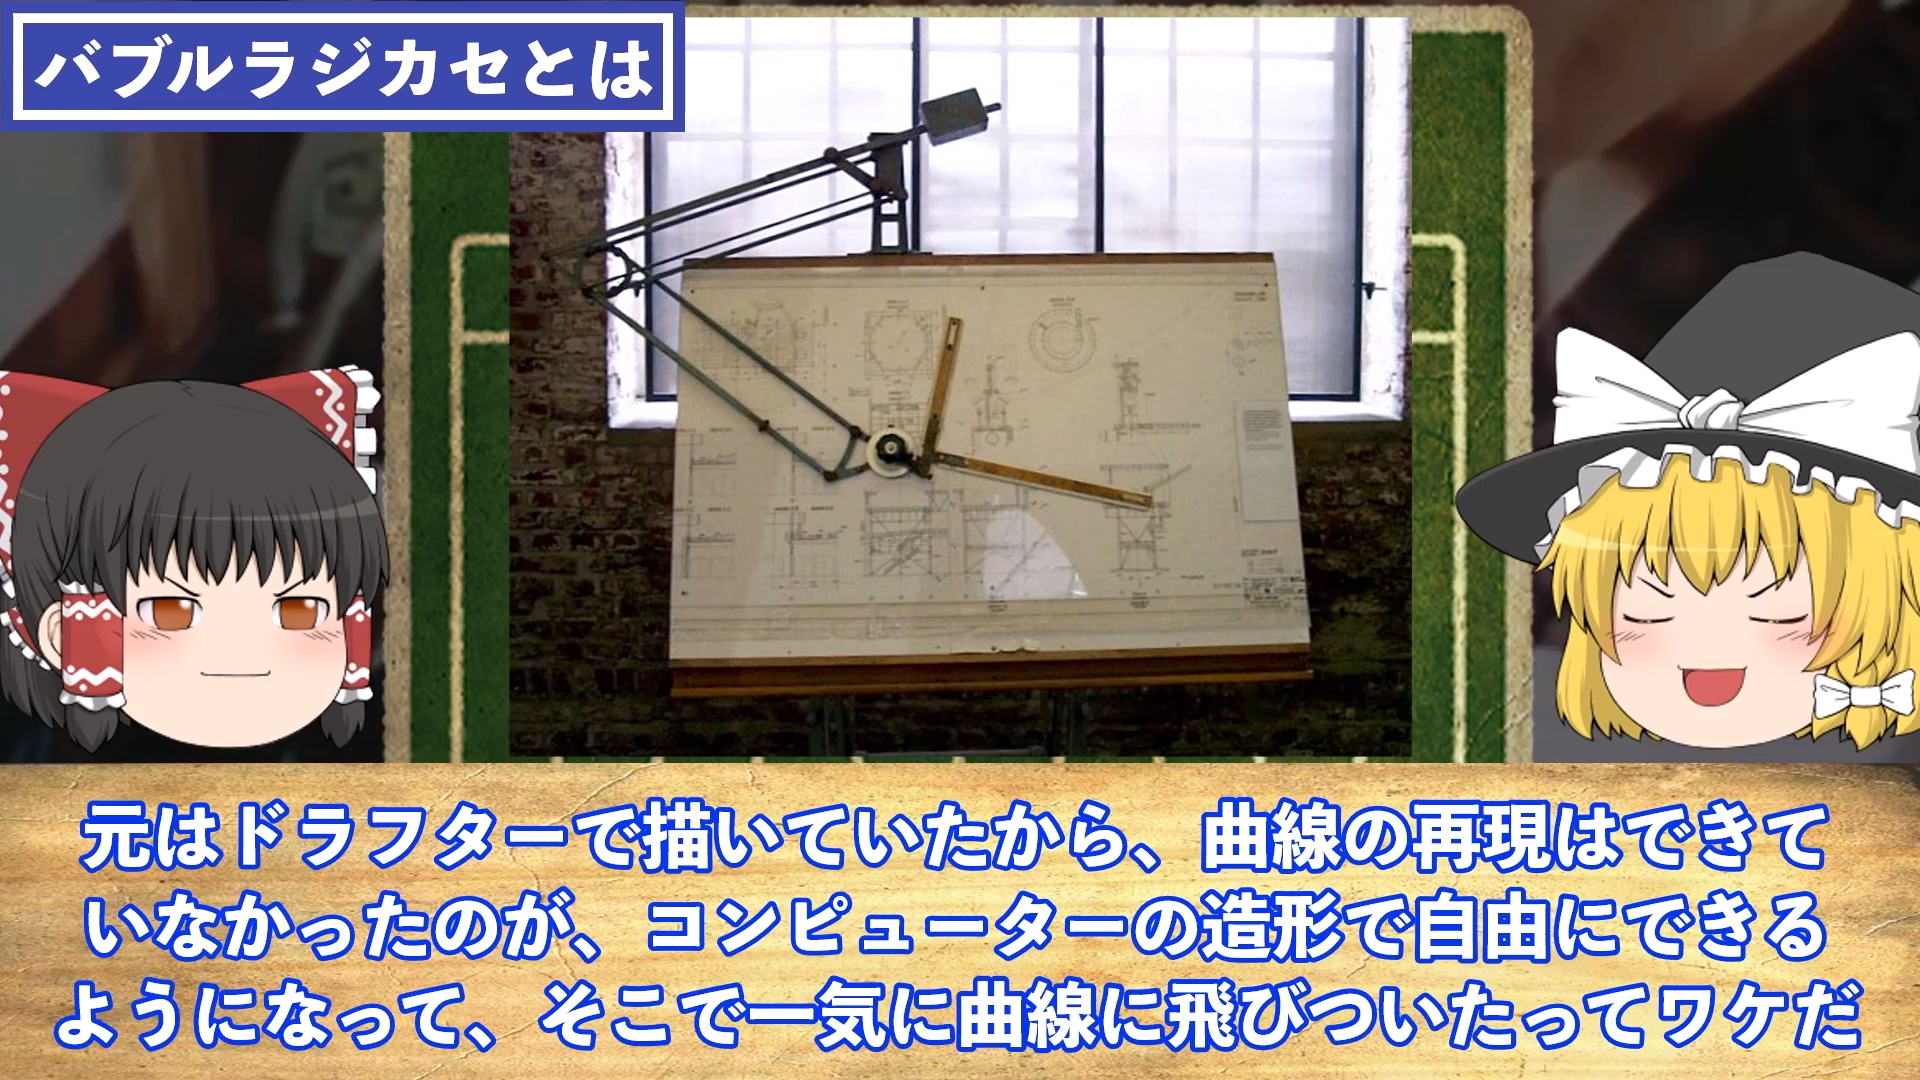 バブルラジカセとは
元はドラフターで描いていたから、曲線の再現はできて
いなかったのが、コンピューターの造形で自由にできる
ようになって、そこで一気に曲線に飛びついたってワケだ